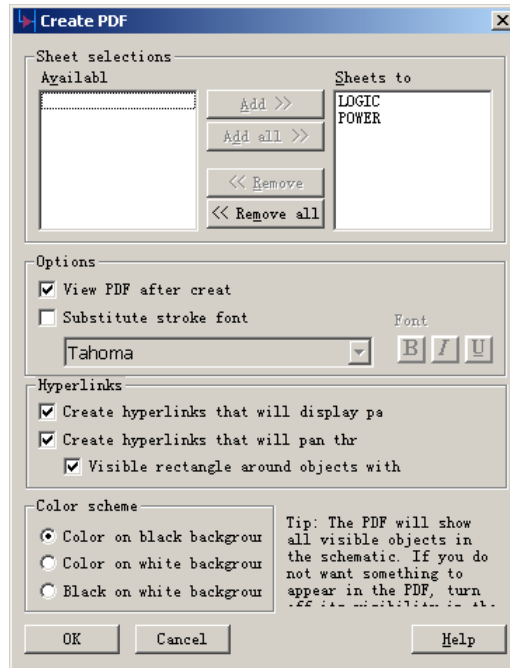 Create PDF
Sheet selections
Availabl
Sheets to
Add >>
Add all >>
<< Remove
<< Remove all
LOGIC
POWER
Options
View PDF after creat
Substitute stroke font
Font
Tahoma
B I U
Hyperlinks
Create hyperlinks that will display pa
Create hyperlinks that will pan thr
Visible rectangle around objects with
Color scheme
Color on black backgrour
Color on white backgrour
Black on white backgrour
Tip: The PDF will show
all visible objects in
the schematic. If you do
not want something to
appear in the PDF, turn
OK
Cancel
Help